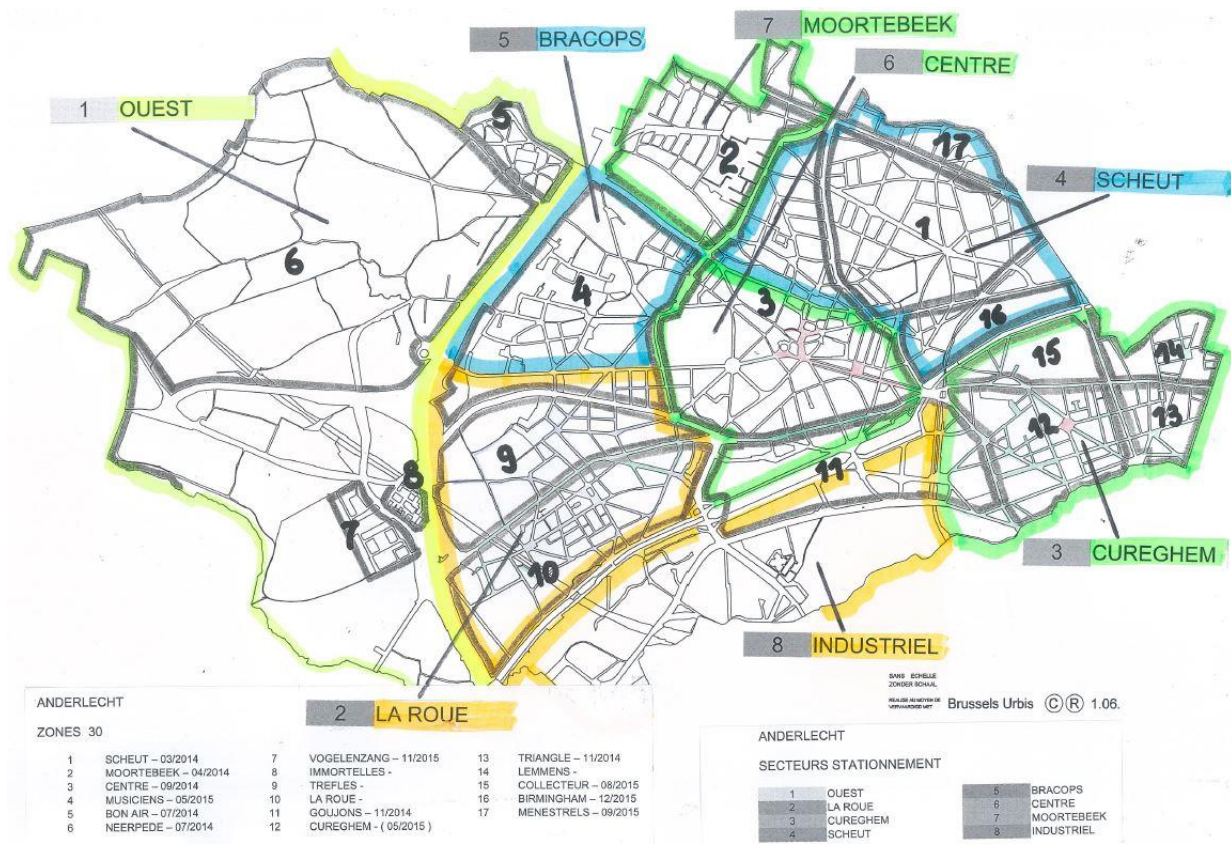 7 MOORTEBEEK
5 BRACOPS
6 CENTRE
1 OUEST
5
2
17
4 SCHEUT
1
6
4
3
16
15
14
12
13
9
8
11
7
10
3 CUREGHEM
8 INDUSTRIEL
2 LA ROUE
SANS ECHELLE
ZONDER SCHAAL
REALISE AU MOYEN DE
VERVAARDIGD MET
Brussels Urbis C R 1.06.
ANDERLECHT
ZONES 30
1 SCHEUT – 03/2014
2 MOORTEBEEK – 04/2014
3 CENTRE – 09/2014
4 MUSICIENS – 05/2015
5 BON AIR – 07/2014
6 NEERPEDE – 07/2014
7 VOGELENZANG – 11/2015
8 IMMORTELLES -
9 TREFLES -
10 LA ROUE -
11 GOUJONS – 11/2014
12 CUREGHEM - ( 05/2015 )
13 TRIANGLE – 11/2014
14 LEMMENS -
15 COLLECTEUR – 08/2015
16 BIRMINGHAM – 12/2015
17 MENESTRELS – 09/2015
ANDERLECHT
SECTEURS STATIONNEMENT
1 OUEST
2 LA ROUE
3 CUREGHEM
4 SCHEUT
5 BRACOPS
6 CENTRE
7 MOORTEBEEK
8 INDUSTRIEL